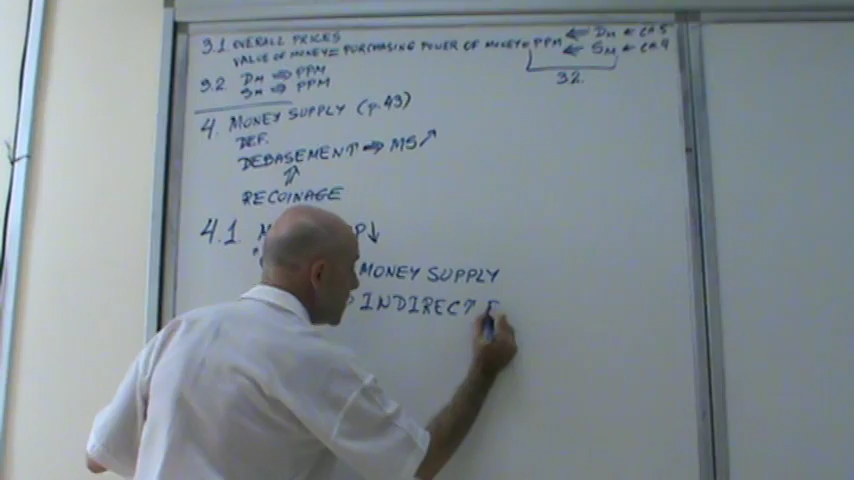 3.1 OVERALL PRICES
VALUE OF MONEY = PURCHASING POWER OF MONEY = PPM ⇐ DM ← CH.5
⇐ SM ← CH.4
3.2.
3.2. DM ⇒ PPM
SM ⇒ PPM
4. MONEY SUPPLY (p.43)
DEF.
DEBASEMENT ⇒ MS ↗
⇑
RECOINAGE
4.1. P↓
MONEY SUPPLY
INDIRECT